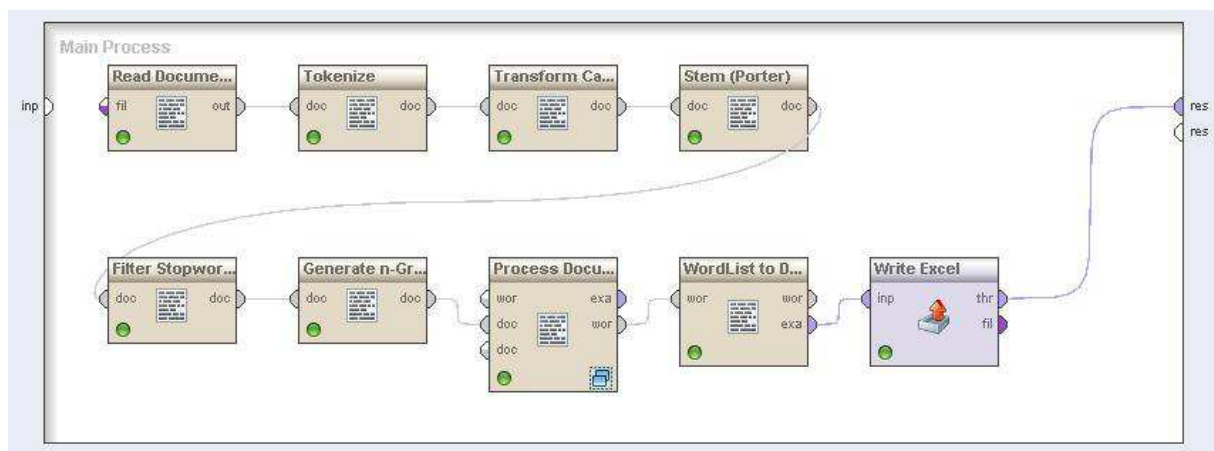 Main Process
Read Docume...
Tokenize
Transform Ca...
Stem (Porter)
inp
fil
out
doc
doc
doc
doc
doc
doc
res
res
Filter Stopwor...
Generate n-Gr...
Process Docu...
WordList to D...
Write Excel
doc
doc
doc
doc
wor
exa
wor
wor
inp
thr
doc
wor
exa
fil
doc